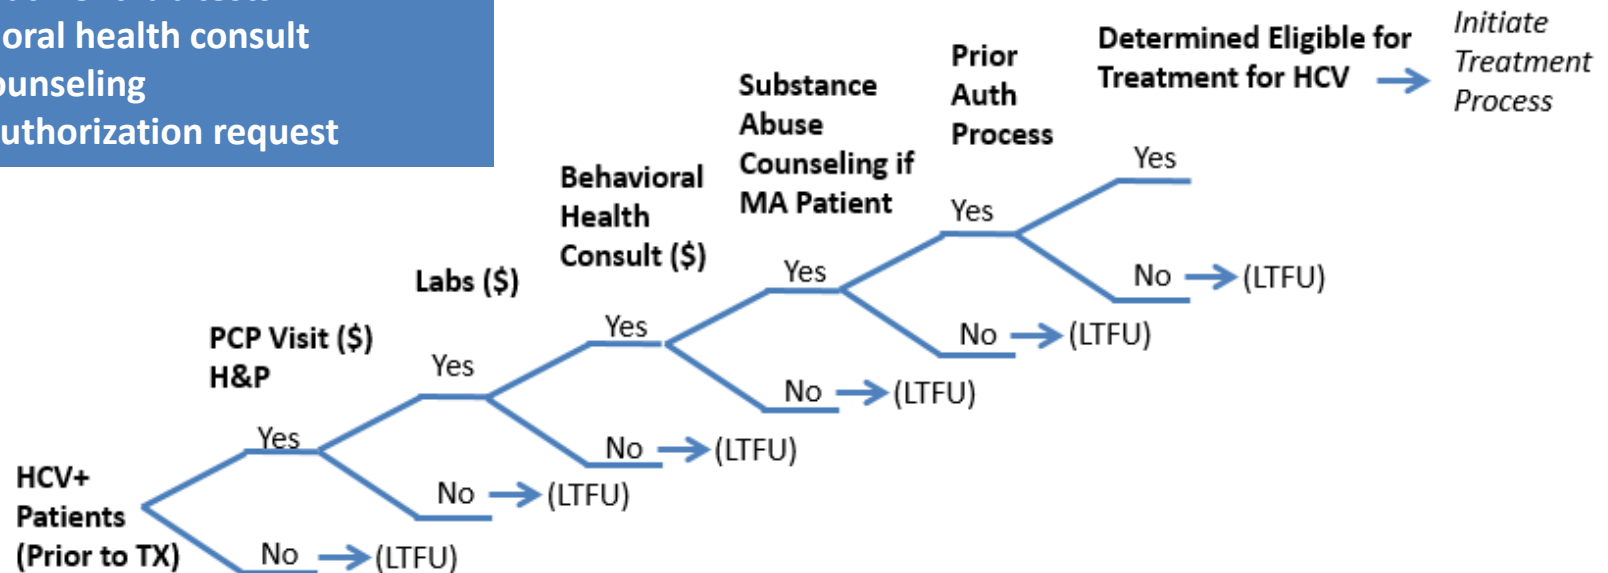 oral health consult
ounseling
uthorization request
Initiate
Treatment
Process
Determined Eligible for
Treatment for HCV
Prior
Auth
Process
Substance
Abuse
Counseling if
MA Patient
Behavioral
Health
Consult ($)
Labs ($)
PCP Visit ($)
H&P
HCV+
Patients
(Prior to TX)
Yes
No (LTFU)
Yes
No (LTFU)
Yes
No (LTFU)
Yes
No (LTFU)
Yes
No (LTFU)
Yes
No (LTFU)